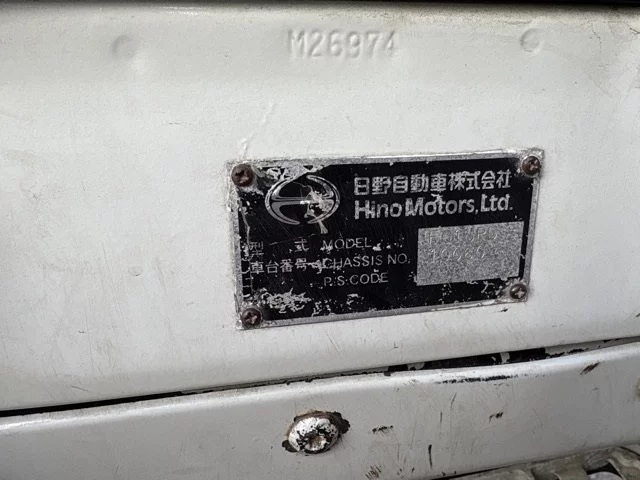 M26974
日野自動車株式会社
Hino Motors, Ltd.
型 式 MODEL
車台番号 CHASSIS NO.
P.S.CODE